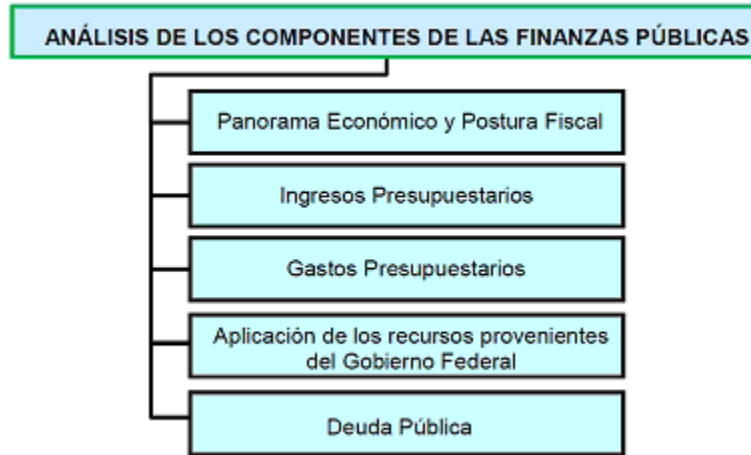 ANÁLISIS DE LOS COMPONENTES DE LAS FINANZAS PÚBLICAS
Panorama Económico y Postura Fiscal
Ingresos Presupuestarios
Gastos Presupuestarios
Aplicación de los recursos provenientes
del Gobierno Federal
Deuda Pública